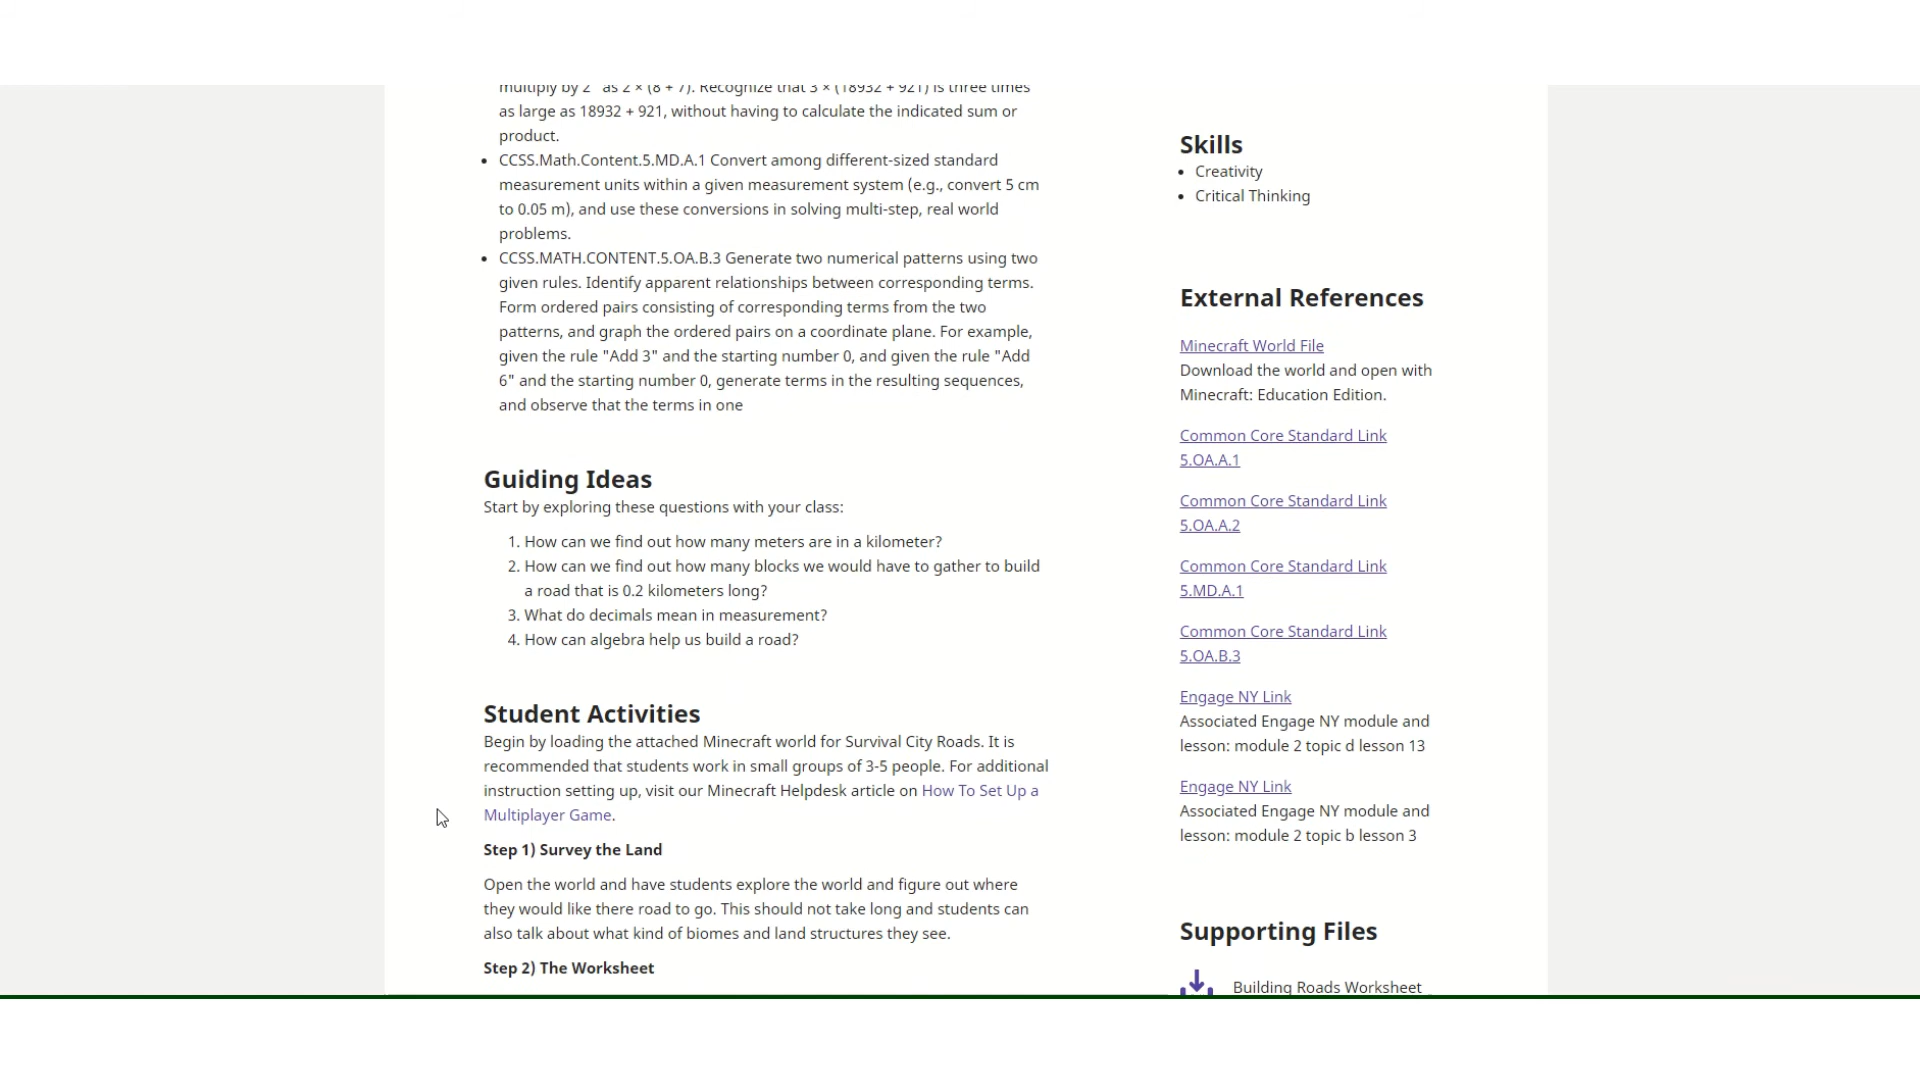 multiply by 2" as 2 × (8 + 7). Recognize that 3 × (18932 + 921) is three times
as large as 18932 + 921, without having to calculate the indicated sum or
product.
• CCSS.Math.Content.5.MD.A.1 Convert among different-sized standard
measurement units within a given measurement system (e.g., convert 5 cm
to 0.05 m), and use these conversions in solving multi-step, real world
problems.
• CCSS.MATH.CONTENT.5.OA.B.3 Generate two numerical patterns using two
given rules. Identify apparent relationships between corresponding terms.
Form ordered pairs consisting of corresponding terms from the two
patterns, and graph the ordered pairs on a coordinate plane. For example,
given the rule "Add 3" and the starting number 0, and given the rule "Add
6" and the starting number 0, generate terms in the resulting sequences,
and observe that the terms in one
Guiding Ideas
Start by exploring these questions with your class:
1. How can we find out how many meters are in a kilometer?
2. How can we find out how many blocks we would have to gather to build
a road that is 0.2 kilometers long?
3. What do decimals mean in measurement?
4. How can algebra help us build a road?
Student Activities
Begin by loading the attached Minecraft world for Survival City Roads. It is
recommended that students work in small groups of 3-5 people. For additional
instruction setting up, visit our Minecraft Helpdesk article on How To Set Up a
Multiplayer Game.
Step 1) Survey the Land
Open the world and have students explore the world and figure out where
they would like there road to go. This should not take long and students can
also talk about what kind of biomes and land structures they see.
Step 2) The Worksheet
Skills
• Creativity
• Critical Thinking
External References
Minecraft World File
Download the world and open with
Minecraft: Education Edition.
Common Core Standard Link
5.OA.A.1
Common Core Standard Link
5.OA.A.2
Common Core Standard Link
5.MD.A.1
Common Core Standard Link
5.OA.B.3
Engage NY Link
Associated Engage NY module and
lesson: module 2 topic d lesson 13
Engage NY Link
Associated Engage NY module and
lesson: module 2 topic b lesson 3
Supporting Files
Building Roads Worksheet